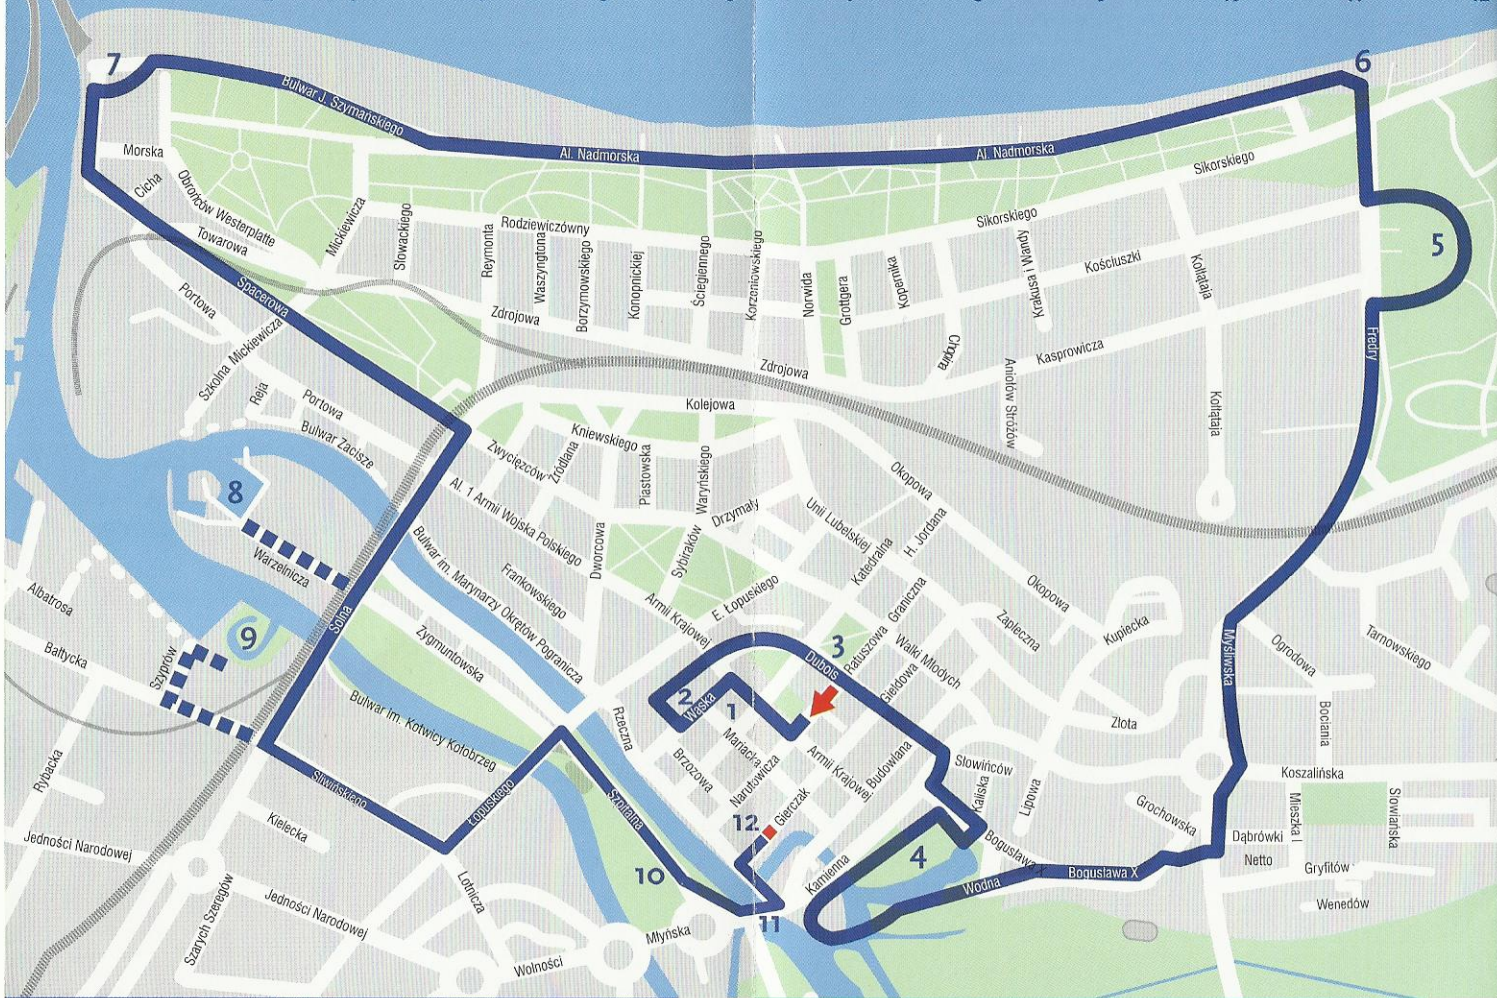 7
6
Bulwar J. Szymańskiego
Al. Nadmorska
Al. Nadmorska
Morska
Cicha
Obrońców Westerplatte
Towarowa
Mickiewicza
Słowackiego
Rodziewiczówny
Sikorskiego
Sikorskiego
5
Reymonta
Waszyngtona
Borzymowskiego
Konopnickiej
Ściegiennego
Korzeniowskiego
Norwida
Grottgera
Kopernika
Krakusa i Wandy
Kościuszki
Kołłątaja
Spacerowa
Portowa
Zdrojowa
Zdrojowa
Chopina
Kasprowicza
Fredry
Szkolna
Mickiewicza
Reja
Portowa
Bulwar Zacisze
Kolejowa
Aniołów Stróżów
Kołłątaja
Kniewskiego
Zwycięzców
Źródlana
Piastowska
Waryńskiego
Okopowa
8
Al. 1 Armii Wojska Polskiego
Drzymały
Unii Lubelskiej
H. Jordana
Katedralna
Warzelnicza
Bulwar im. Marynarzy Okrętów Pogranicza
Dworcowa
Sybiraków
Frankowskiego
E. Łopuskiego
Armii Krajowej
Graniczna
Okopowa
Zapleczna
Kupiecka
Albatrosa
Bałtycka
Szyprów
9
Solna
Zygmuntowska
3
Dubois
Ratuszowa
Walki Młodych
Giełdowa
Myśliwska
Ogrodowa
Tarnowskiego
Bulwar im. Kotwicy Kołobrzeg
Rzeczna
2
Wąska
1
Mariacka
Brzozowa
Narutowicza
Armii Krajowej
Budowlana
Złota
Bociania
Rybacka
Śliwińskiego
Łopuskiego
Szpitalna
Gierczak
12
Słowińców
Kaliska
Lipowa
Grochowska
Koszalińska
Mieszka I
Słowiańska
Kielecka
Jedności Narodowej
4
Bogusława X
Bogusława X
Dąbrówki
Netto
Gryfitów
Wenedów
Kamienna
Wodna
10
11
Lotnicza
Jedności Narodowej
Szarych Szeregów
Młyńska
Wolności